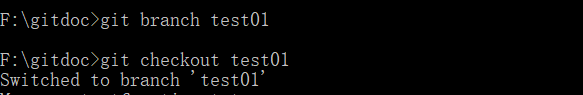 F:\gitdoc>git branch test01
F:\gitdoc>git checkout test01
Switched to branch 'test01'